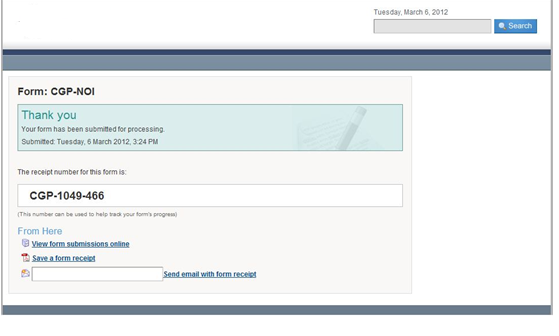 Tuesday, March 6, 2012
Search
Form: CGP-NOI
Thank you
Your form has been submitted for processing.
Submitted: Tuesday, 6 March 2012, 3:24 PM
The receipt number for this form is:
CGP-1049-466
(This number can be used to help track your form's progress)
From Here
View form submissions online
Save a form receipt
Send email with form receipt